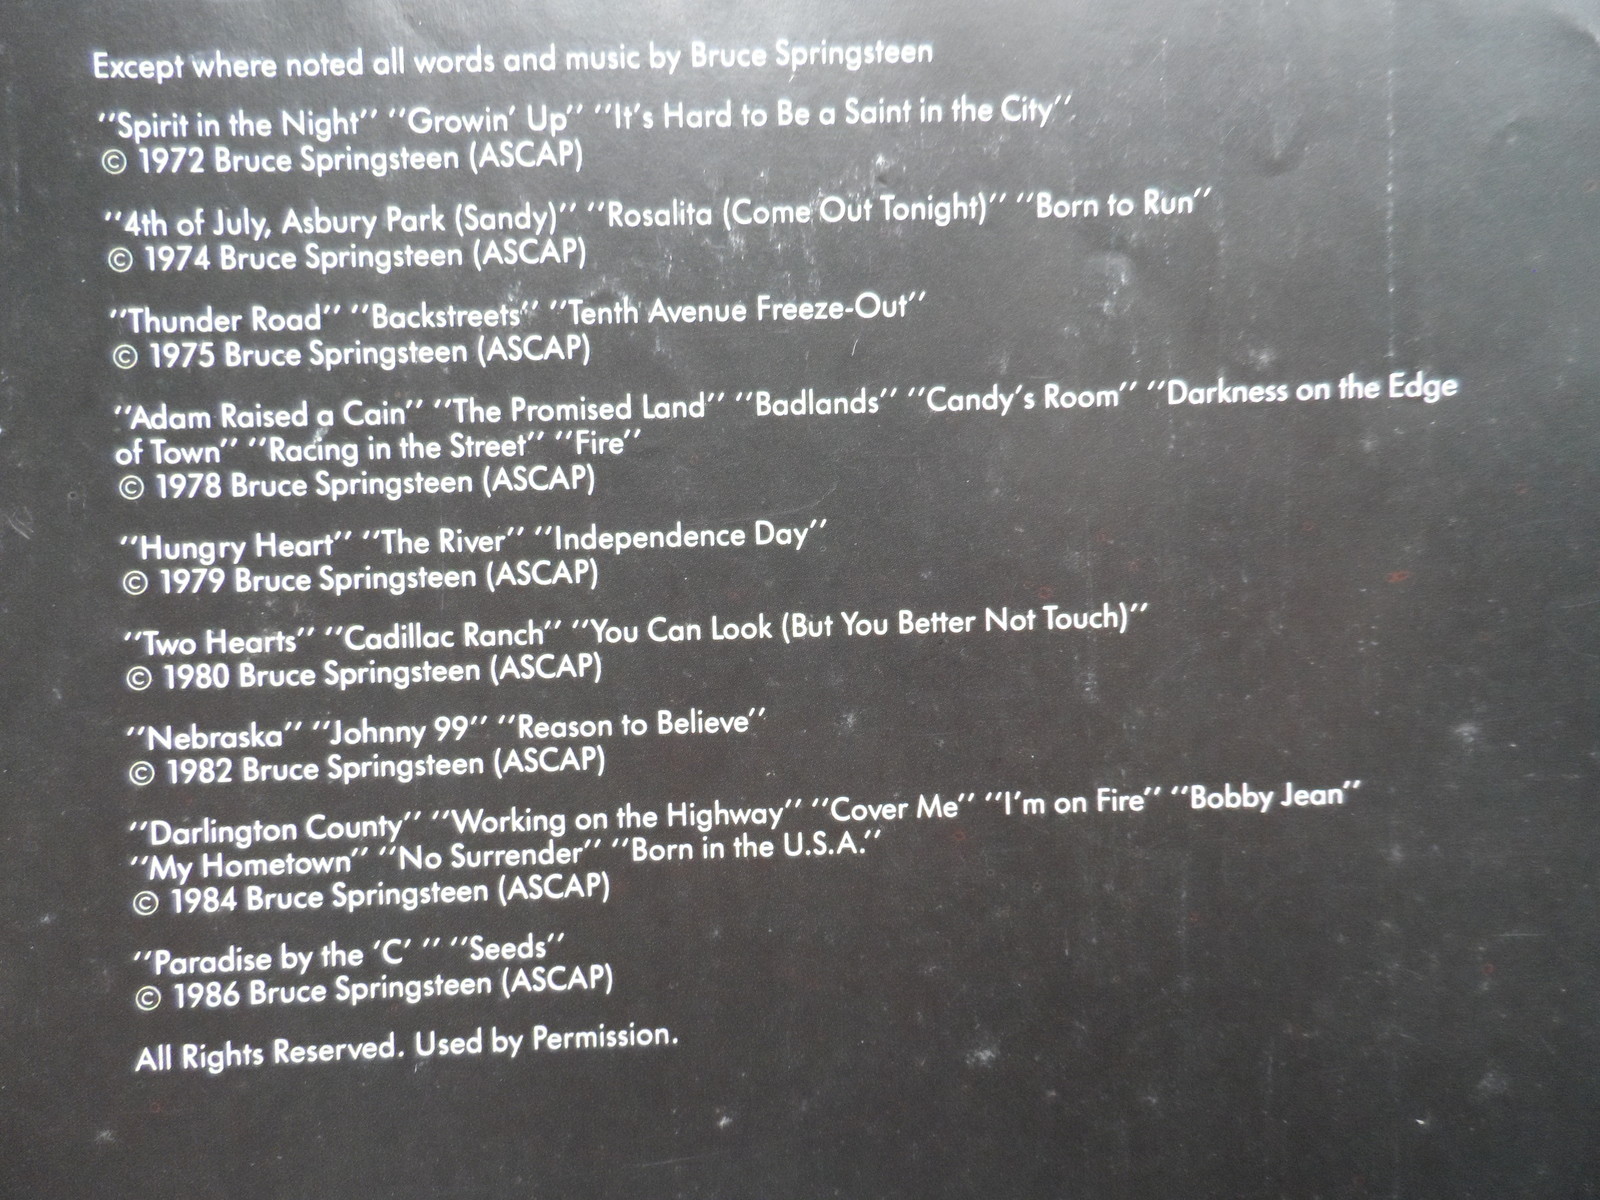 Except where noted all words and music by Bruce Springsteen
"Spirit in the Night" "Growin' Up" "It's Hard to Be a Saint in the City"
© 1972 Bruce Springsteen (ASCAP)
"4th of July, Asbury Park (Sandy)" "Rosalita (Come Out Tonight)" "Born to Run"
© 1974 Bruce Springsteen (ASCAP)
"Thunder Road" "Backstreets" "Tenth Avenue Freeze-Out"
© 1975 Bruce Springsteen (ASCAP)
"Adam Raised a Cain" "The Promised Land" "Badlands" "Candy's Room" "Darkness on the Edge
of Town" "Racing in the Street" "Fire"
© 1978 Bruce Springsteen (ASCAP)
"Hungry Heart" "The River" "Independence Day"
© 1979 Bruce Springsteen (ASCAP)
"Two Hearts" "Cadillac Ranch" "You Can Look (But You Better Not Touch)"
© 1980 Bruce Springsteen (ASCAP)
"Nebraska" "Johnny 99" "Reason to Believe"
© 1982 Bruce Springsteen (ASCAP)
"Darlington County" "Working on the Highway" "Cover Me" "I'm on Fire" "Bobby Jean"
"My Hometown" "No Surrender" "Born in the U.S.A."
© 1984 Bruce Springsteen (ASCAP)
"Paradise by the 'C' " "Seeds"
© 1986 Bruce Springsteen (ASCAP)
All Rights Reserved. Used by Permission.